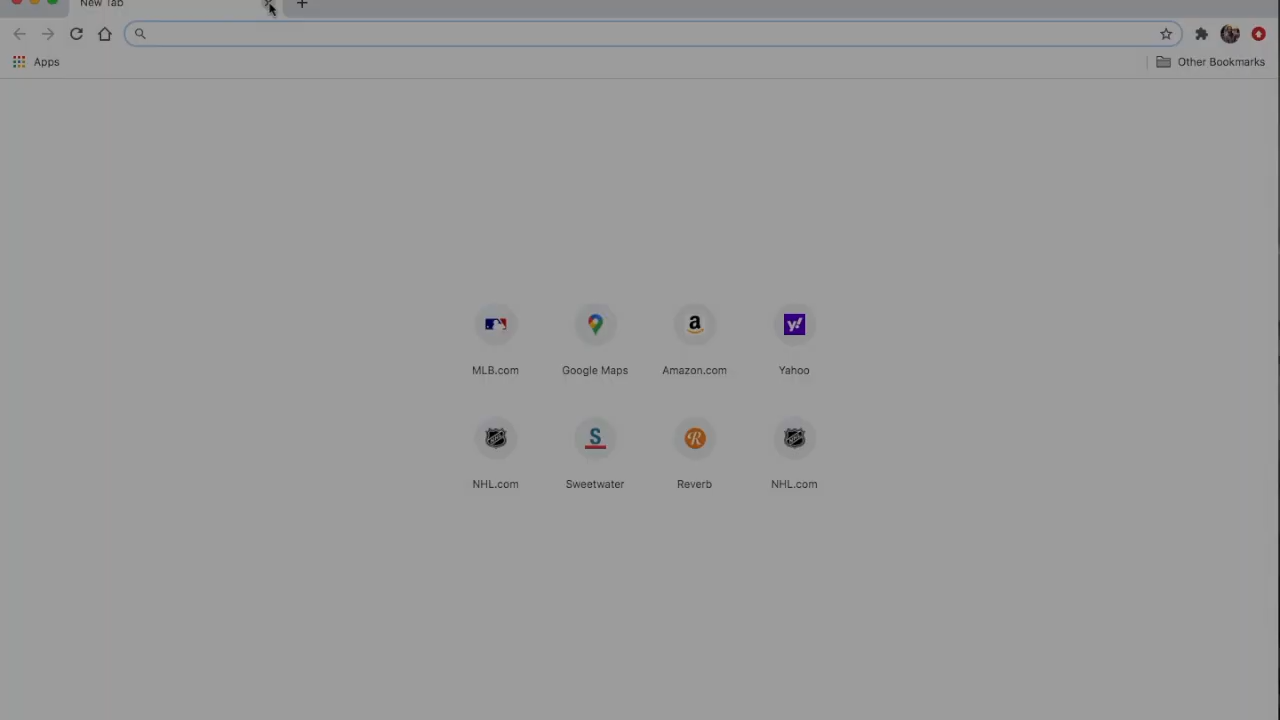 New Tab
Apps
Other Bookmarks
MLB.com
Google Maps
Amazon.com
Yahoo
NHL.com
Sweetwater
Reverb
NHL.com